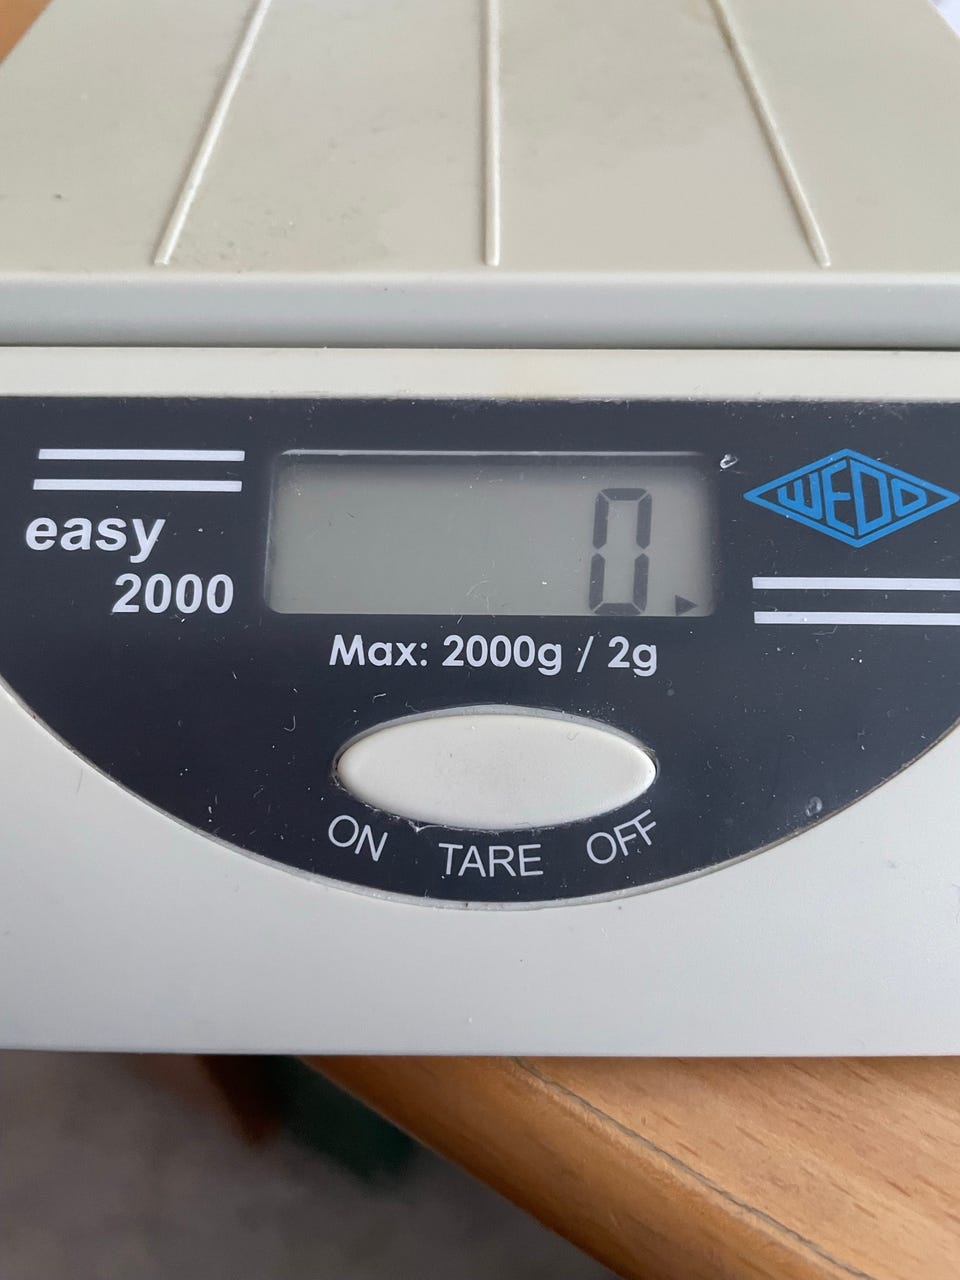 easy
2000
0
WEDO
Max: 2000g / 2g
ON TARE OFF